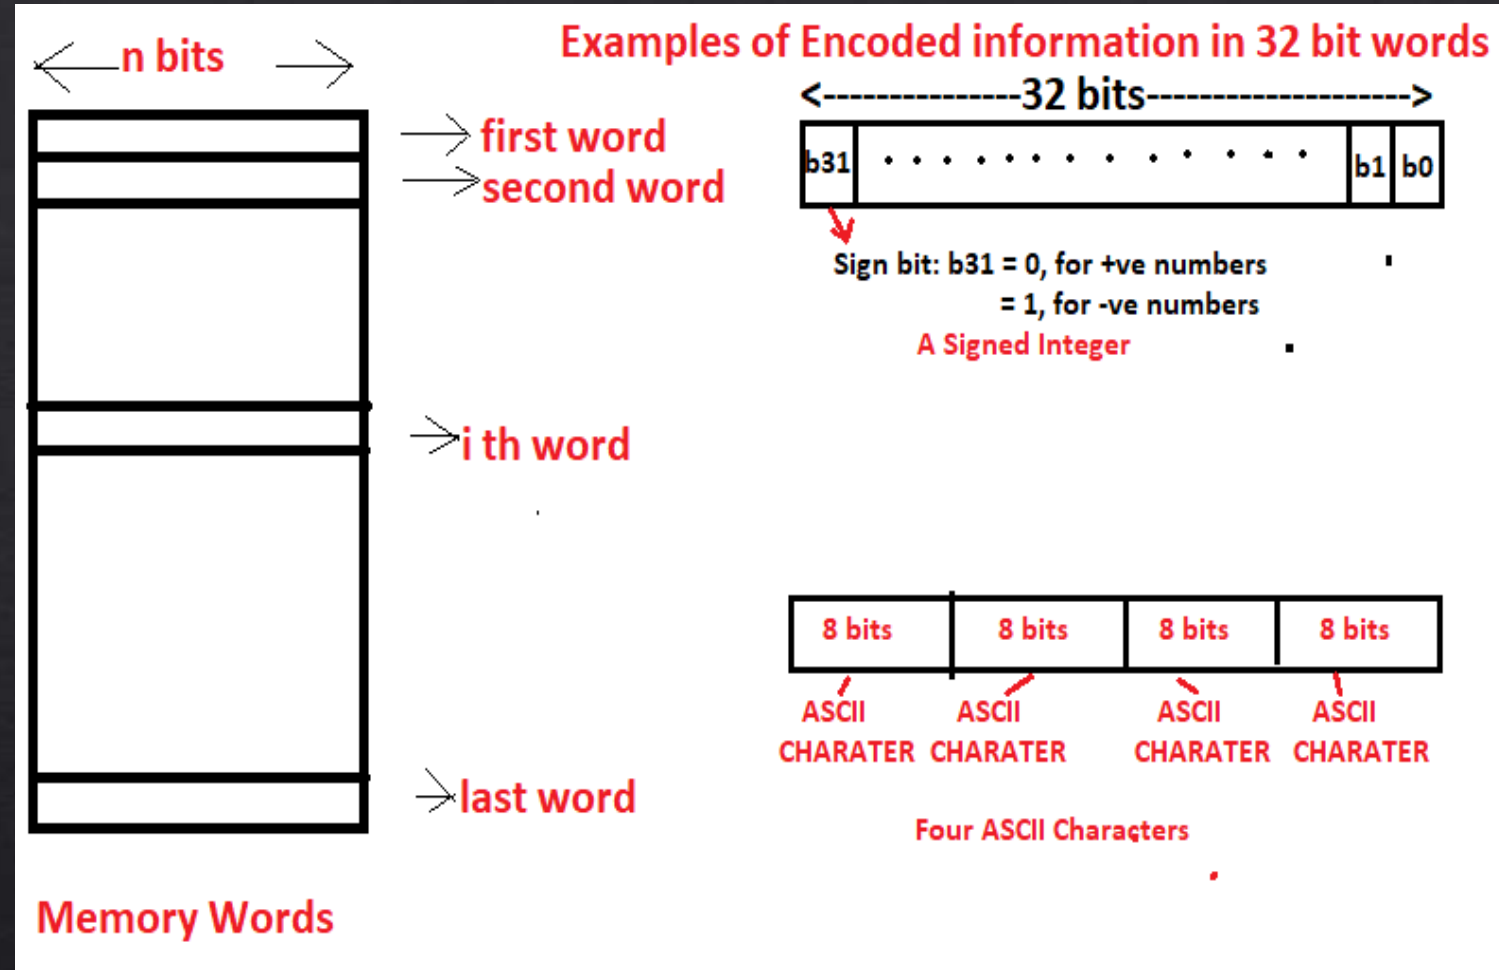 n bits
first word
second word
i th word
last word
Memory Words
Examples of Encoded information in 32 bit words
<---------------32 bits-------------------->
b31 . . . . . . . . . . . . . b1 b0
Sign bit: b31 = 0, for +ve numbers
= 1, for -ve numbers
A Signed Integer
8 bits 8 bits 8 bits 8 bits
ASCII ASCII ASCII ASCII
CHARATER CHARATER CHARATER CHARATER
Four ASCII Characters